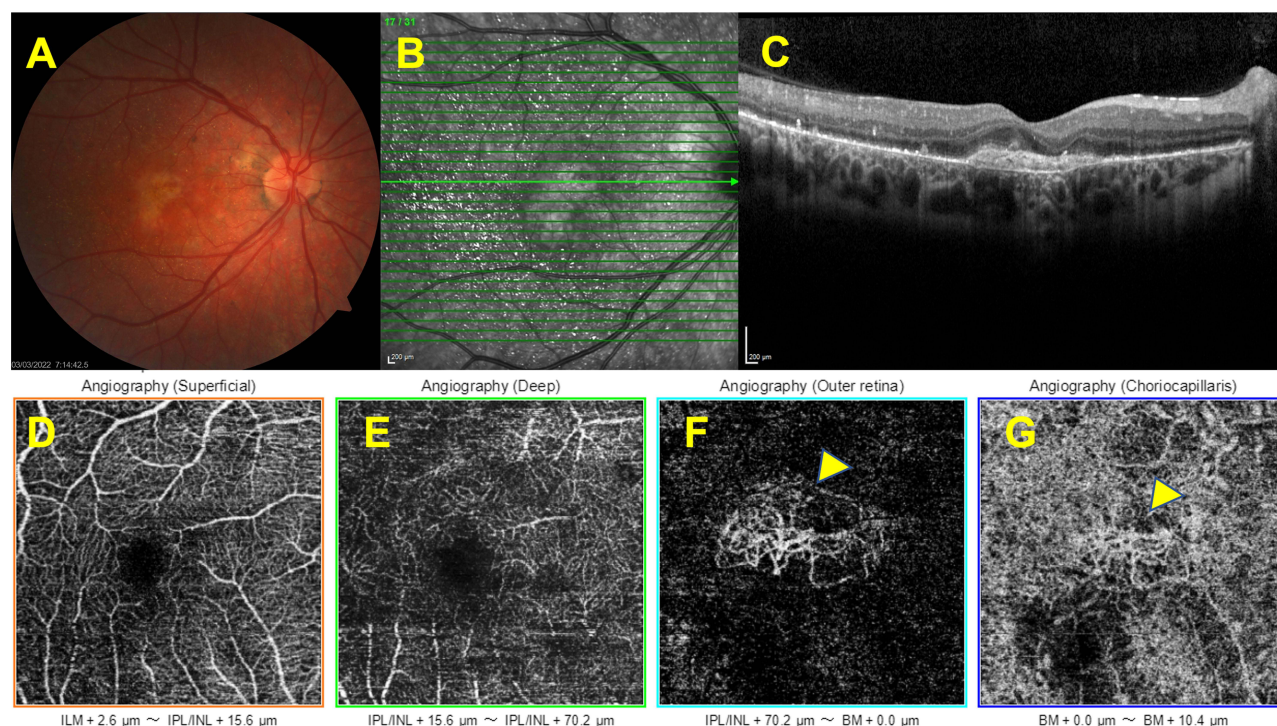 A
B
C
17 / 31
200 µm
200 µm
03/03/2022 7:14:42.5
Angiography (Superficial)
Angiography (Deep)
Angiography (Outer retina)
Angiography (Choriocapillaris)
D
E
F
G
ILM + 2.6 µm ～ IPL/INL + 15.6 µm
IPL/INL + 15.6 µm ～ IPL/INL + 70.2 µm
IPL/INL + 70.2 µm ～ BM + 0.0 µm
BM + 0.0 µm ～ BM + 10.4 µm